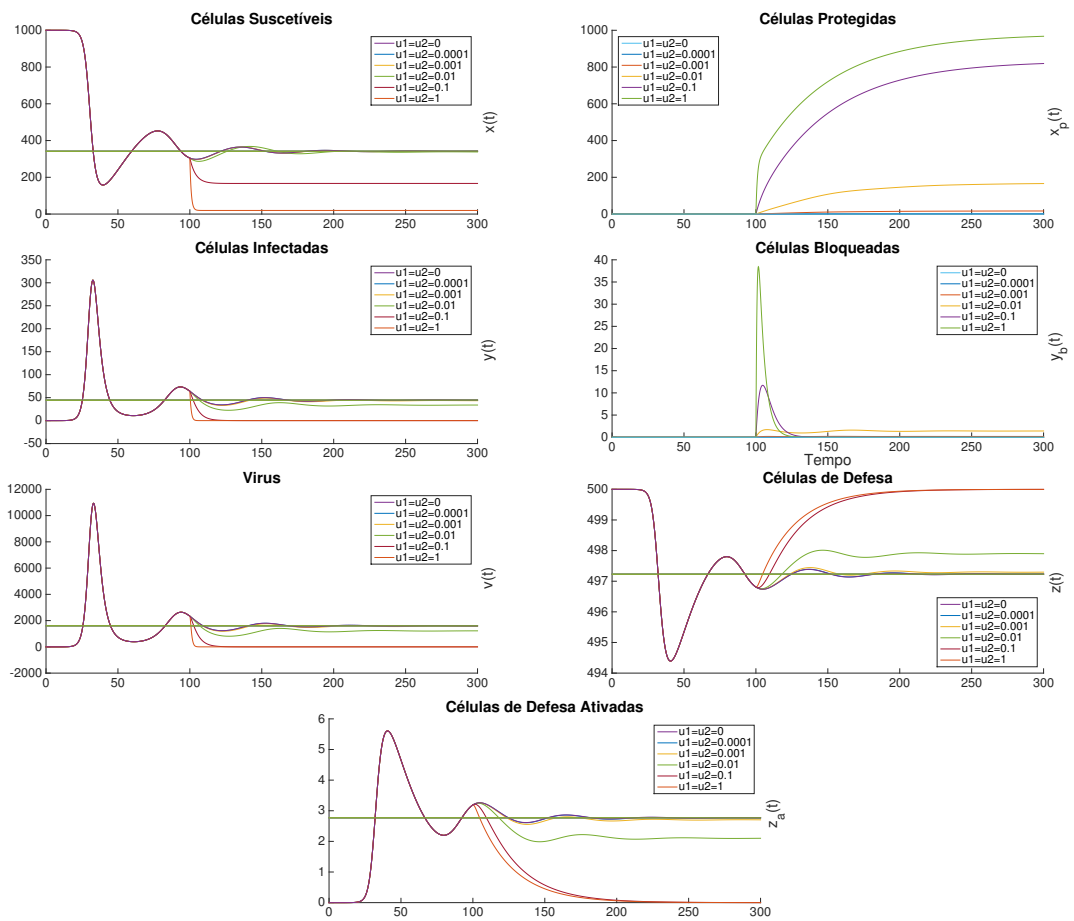 Células Suscetíveis
1000
800
600
400
200
0
0 50 100 150 200 250 300
x(t)
u1=u2=0
u1=u2=0.0001
u1=u2=0.001
u1=u2=0.01
u1=u2=0.1
u1=u2=1
Células Protegidas
1000
800
600
400
200
0
0 50 100 150 200 250 300
x_p(t)
u1=u2=0
u1=u2=0.0001
u1=u2=0.001
u1=u2=0.01
u1=u2=0.1
u1=u2=1
Células Infectadas
350
300
250
200
150
100
50
0
-50
0 50 100 150 200 250 300
y(t)
u1=u2=0
u1=u2=0.0001
u1=u2=0.001
u1=u2=0.01
u1=u2=0.1
u1=u2=1
Células Bloqueadas
40
35
30
25
20
15
10
5
0
0 50 100 150 200 250 300
Tempo
y_b(t)
u1=u2=0
u1=u2=0.0001
u1=u2=0.001
u1=u2=0.01
u1=u2=0.1
u1=u2=1
Virus
12000
10000
8000
6000
4000
2000
0
-2000
0 50 100 150 200 250 300
v(t)
u1=u2=0
u1=u2=0.0001
u1=u2=0.001
u1=u2=0.01
u1=u2=0.1
u1=u2=1
Células de Defesa
500
499
498
497
496
495
494
0 50 100 150 200 250 300
z(t)
u1=u2=0
u1=u2=0.0001
u1=u2=0.001
u1=u2=0.01
u1=u2=0.1
u1=u2=1
Células de Defesa Ativadas
6
5
4
3
2
1
0
0 50 100 150 200 250 300
z_a(t)
u1=u2=0
u1=u2=0.0001
u1=u2=0.001
u1=u2=0.01
u1=u2=0.1
u1=u2=1